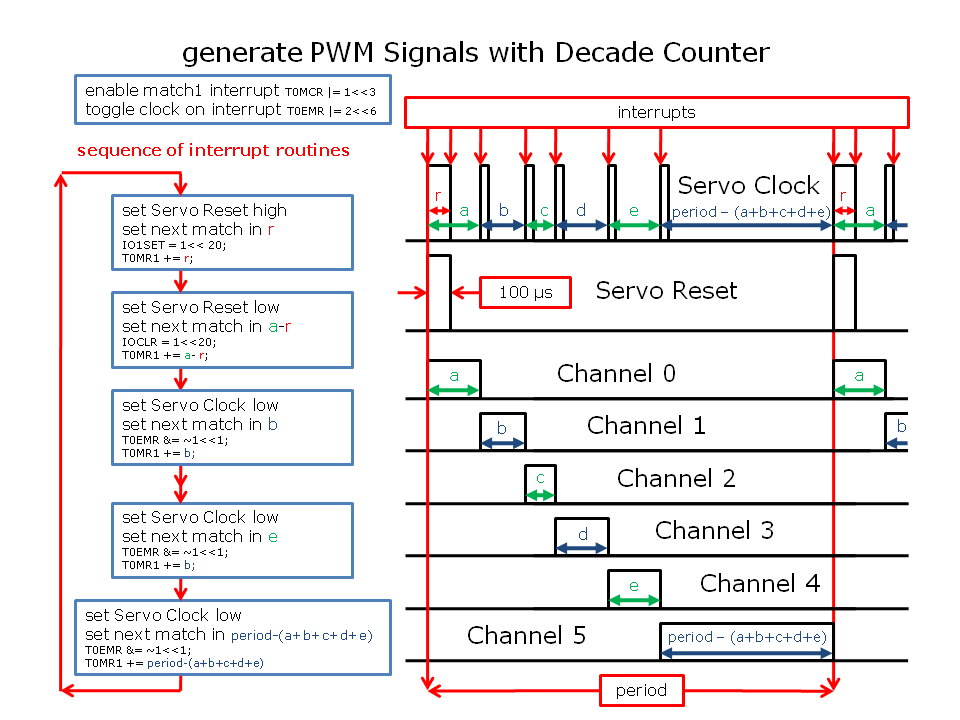 generate PWM Signals with Decade Counter
enable match1 interrupt T0MCR |= 1<<3
toggle clock on interrupt T0EMR |= 2<<6
sequence of interrupt routines
set Servo Reset high
set next match in r
IO1SET = 1<< 20;
T0MR1 += r;
set Servo Reset low
set next match in a-r
IOCLR = 1<<20;
T0MR1 += a- r;
set Servo Clock low
set next match in b
T0EMR &= ~1<<1;
T0MR1 += b;
set Servo Clock low
set next match in e
T0EMR &= ~1<<1;
T0MR1 += b;
set Servo Clock low
set next match in period-(a+b+c+d+e)
T0EMR &= ~1<<1;
T0MR1 += period-(a+b+c+d+e)
interrupts
Servo Clock
r
a
b
c
d
e
period – (a+b+c+d+e)
r
a
100 µs
Servo Reset
a
Channel 0
a
b
Channel 1
b
c
Channel 2
d
Channel 3
e
Channel 4
Channel 5
period – (a+b+c+d+e)
period